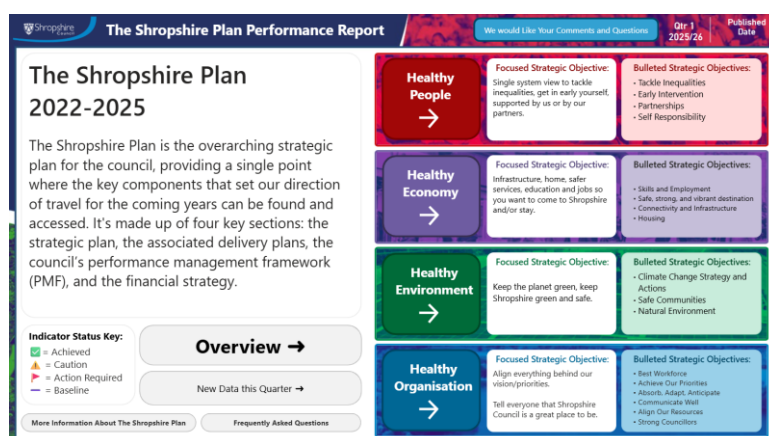 Shropshire
Council
The Shropshire Plan Performance Report
We would Like Your Comments and Questions
Qtr 1
2025/26
Published
Date
The Shropshire Plan
2022-2025
The Shropshire Plan is the overarching strategic
plan for the council, providing a single point
where the key components that set our direction
of travel for the coming years can be found and
accessed. It's made up of four key sections: the
strategic plan, the associated delivery plans, the
council's performance management framework
(PMF), and the financial strategy.
Indicator Status Key:
= Achieved
= Caution
= Action Required
= Baseline
Overview →
New Data this Quarter →
More Information About The Shropshire Plan
Frequently Asked Questions
Healthy
People
→
Focused Strategic Objective:
Single system view to tackle
inequalities, get in early yourself,
supported by us or by our
partners.
Bulleted Strategic Objectives:
• Tackle Inequalities
• Early Intervention
• Partnerships
• Self Responsibility
Healthy
Economy
→
Focused Strategic Objective:
Infrastructure, home, safer
services, education and jobs so
you want to come to Shropshire
and/or stay.
Bulleted Strategic Objectives:
• Skills and Employment
• Safe, strong, and vibrant destination
• Connectivity and Infrastructure
• Housing
Healthy
Environment
→
Focused Strategic Objective:
Keep the planet green, keep
Shropshire green and safe.
Bulleted Strategic Objectives:
• Climate Change Strategy and
Actions
• Safe Communities
• Natural Environment
Healthy
Organisation
→
Focused Strategic Objective:
Align everything behind our
vision/priorities.
Tell everyone that Shropshire
Council is a great place to be.
Bulleted Strategic Objectives:
• Best Workforce
• Achieve Our Priorities
• Absorb, Adapt, Anticipate
• Communicate Well
• Align Our Resources
• Strong Councillors